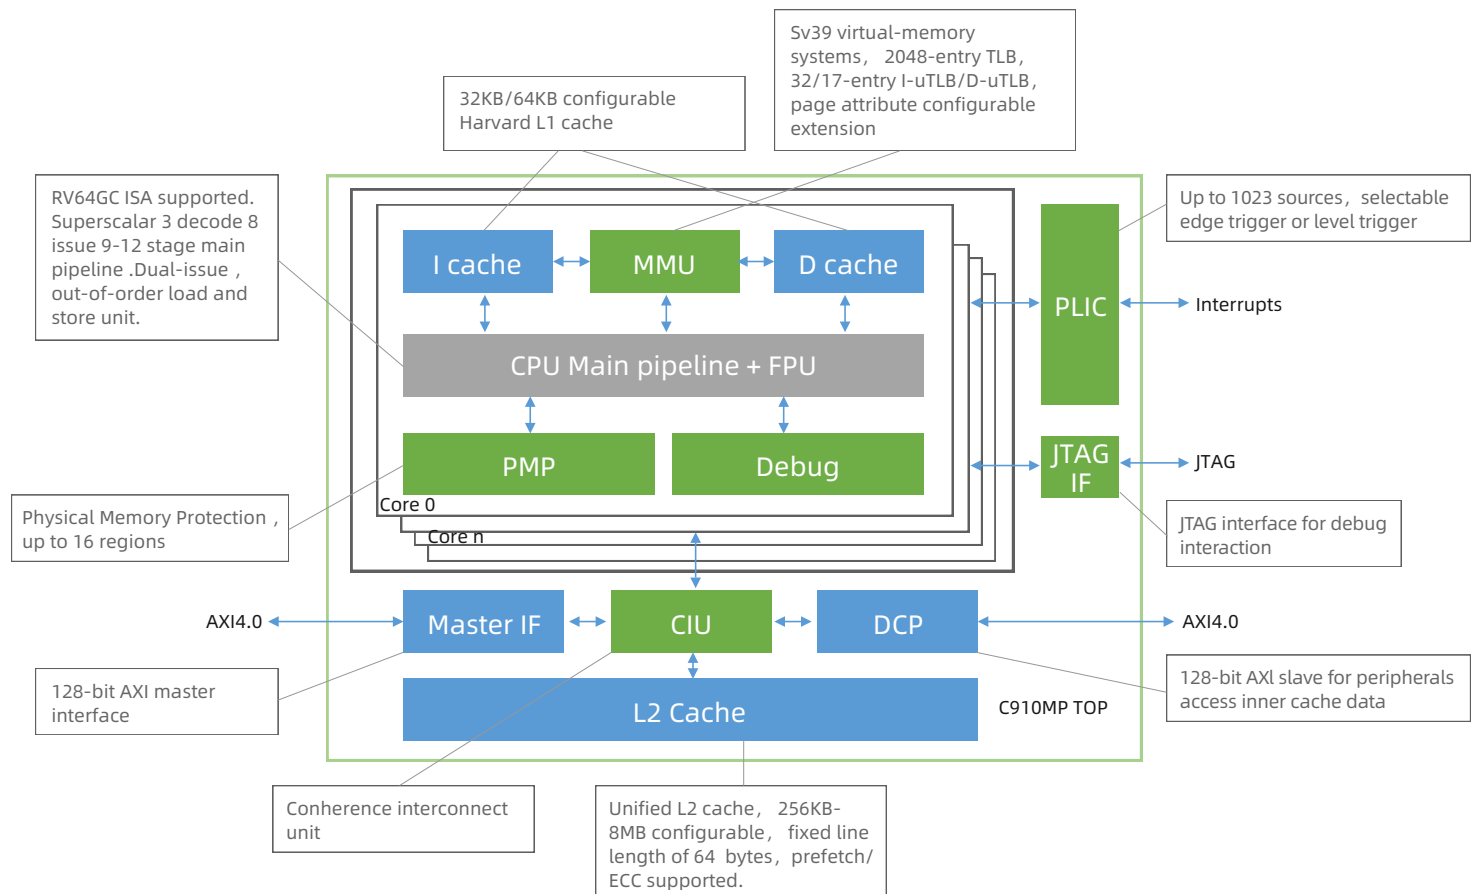 Sv39 virtual-memory
systems, 2048-entry TLB,
32/17-entry I-uTLB/D-uTLB,
page attribute configurable
extension
32KB/64KB configurable
Harvard L1 cache
RV64GC ISA supported.
Superscalar 3 decode 8
issue 9-12 stage main
pipeline .Dual-issue ,
out-of-order load and
store unit.
Up to 1023 sources, selectable
edge trigger or level trigger
I cache
MMU
D cache
PLIC
Interrupts
CPU Main pipeline + FPU
PMP
Debug
JTAG
IF
JTAG
Core 0
Core n
Physical Memory Protection ,
up to 16 regions
JTAG interface for debug
interaction
AXI4.0
Master IF
CIU
DCP
AXI4.0
128-bit AXI master
interface
L2 Cache
C910MP TOP
128-bit AXl slave for peripherals
access inner cache data
Conherence interconnect
unit
Unified L2 cache, 256KB-
8MB configurable, fixed line
length of 64 bytes, prefetch/
ECC supported.